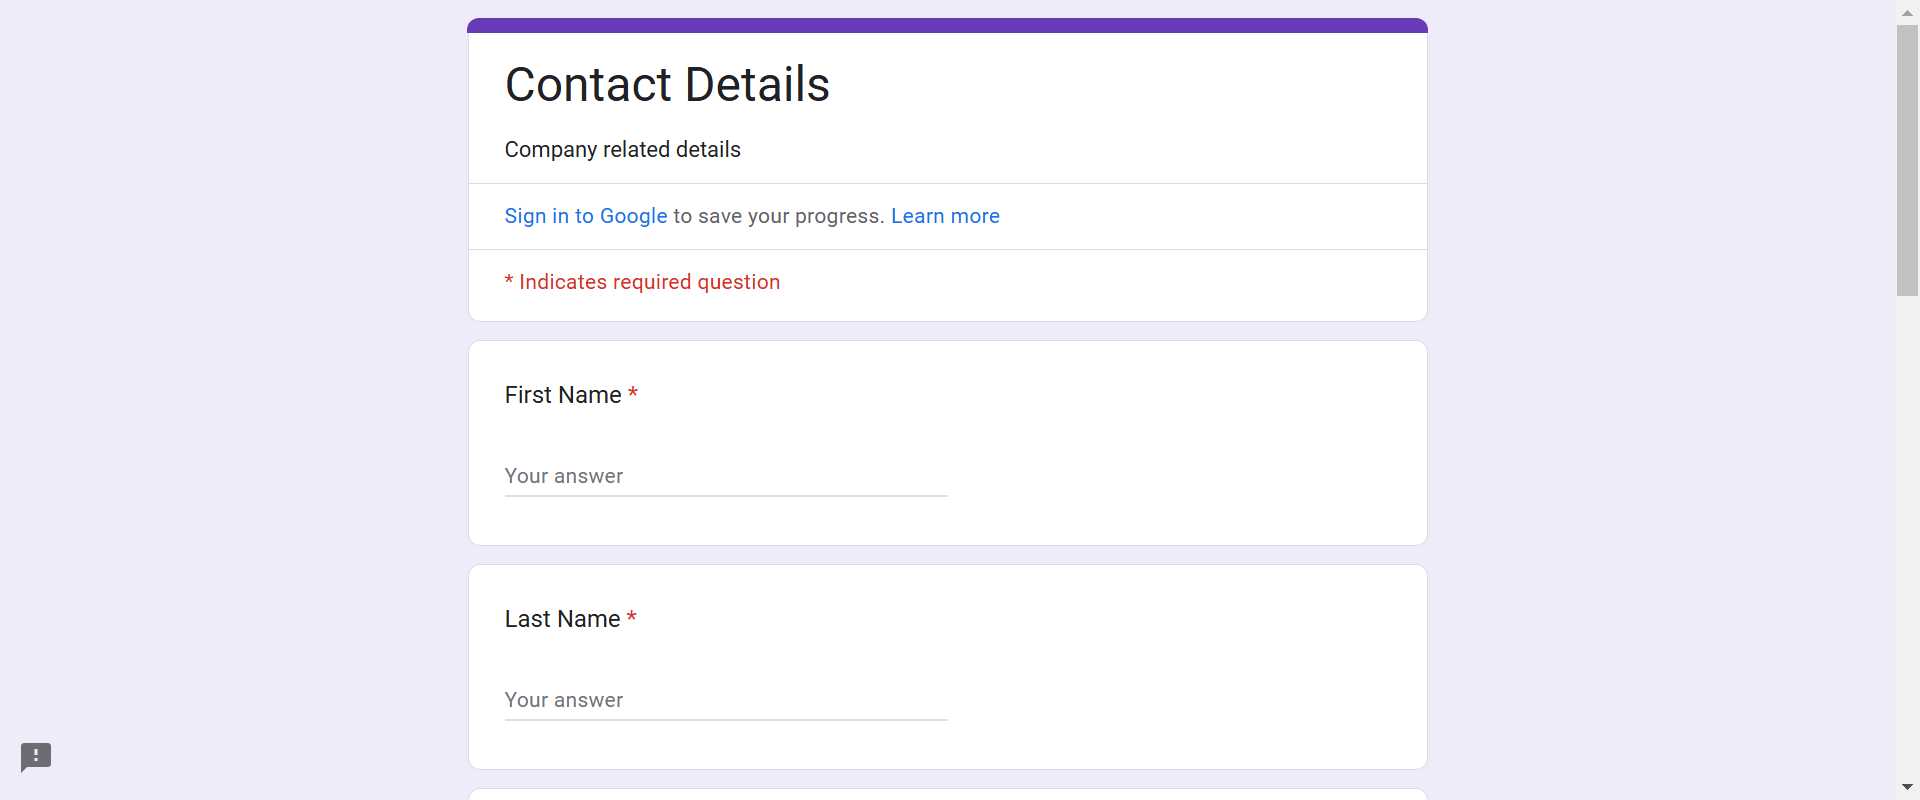 Contact Details
Company related details
Sign in to Google to save your progress. Learn more
* Indicates required question
First Name *
Your answer
Last Name *
Your answer